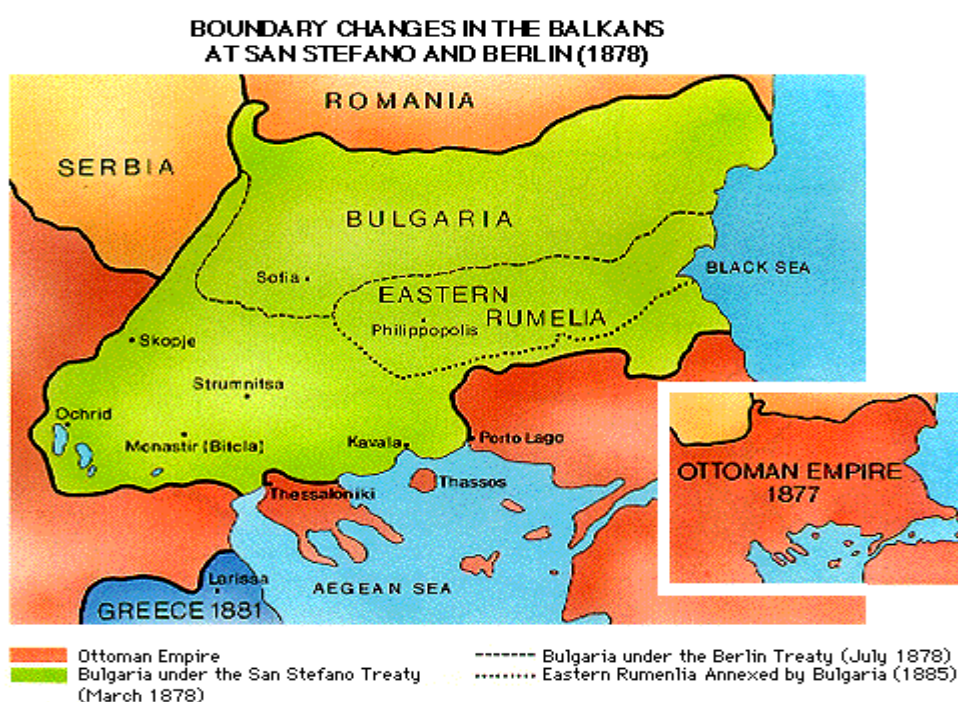 BOUNDARY CHANGES IN THE BALKANS
AT SAN STEFANO AND BERLIN (1878)
ROMANIA
SERBIA
BULGARIA
BLACK SEA
Sofia
EASTERN
RUMELIA
Philippopolis
Skopje
Strumnitsa
Ochrid
Monastir (Bitola)
Kavala
Porto Lago
Thessaloniki
Thassos
OTTOMAN EMPIRE
1877
Larissa
AEGEAN SEA
GREECE 1881
Ottoman Empire
Bulgaria under the San Stefano Treaty
(March 1878)
Bulgaria under the Berlin Treaty (July 1878)
Eastern Rumenlia Annexed by Bulgaria (1885)